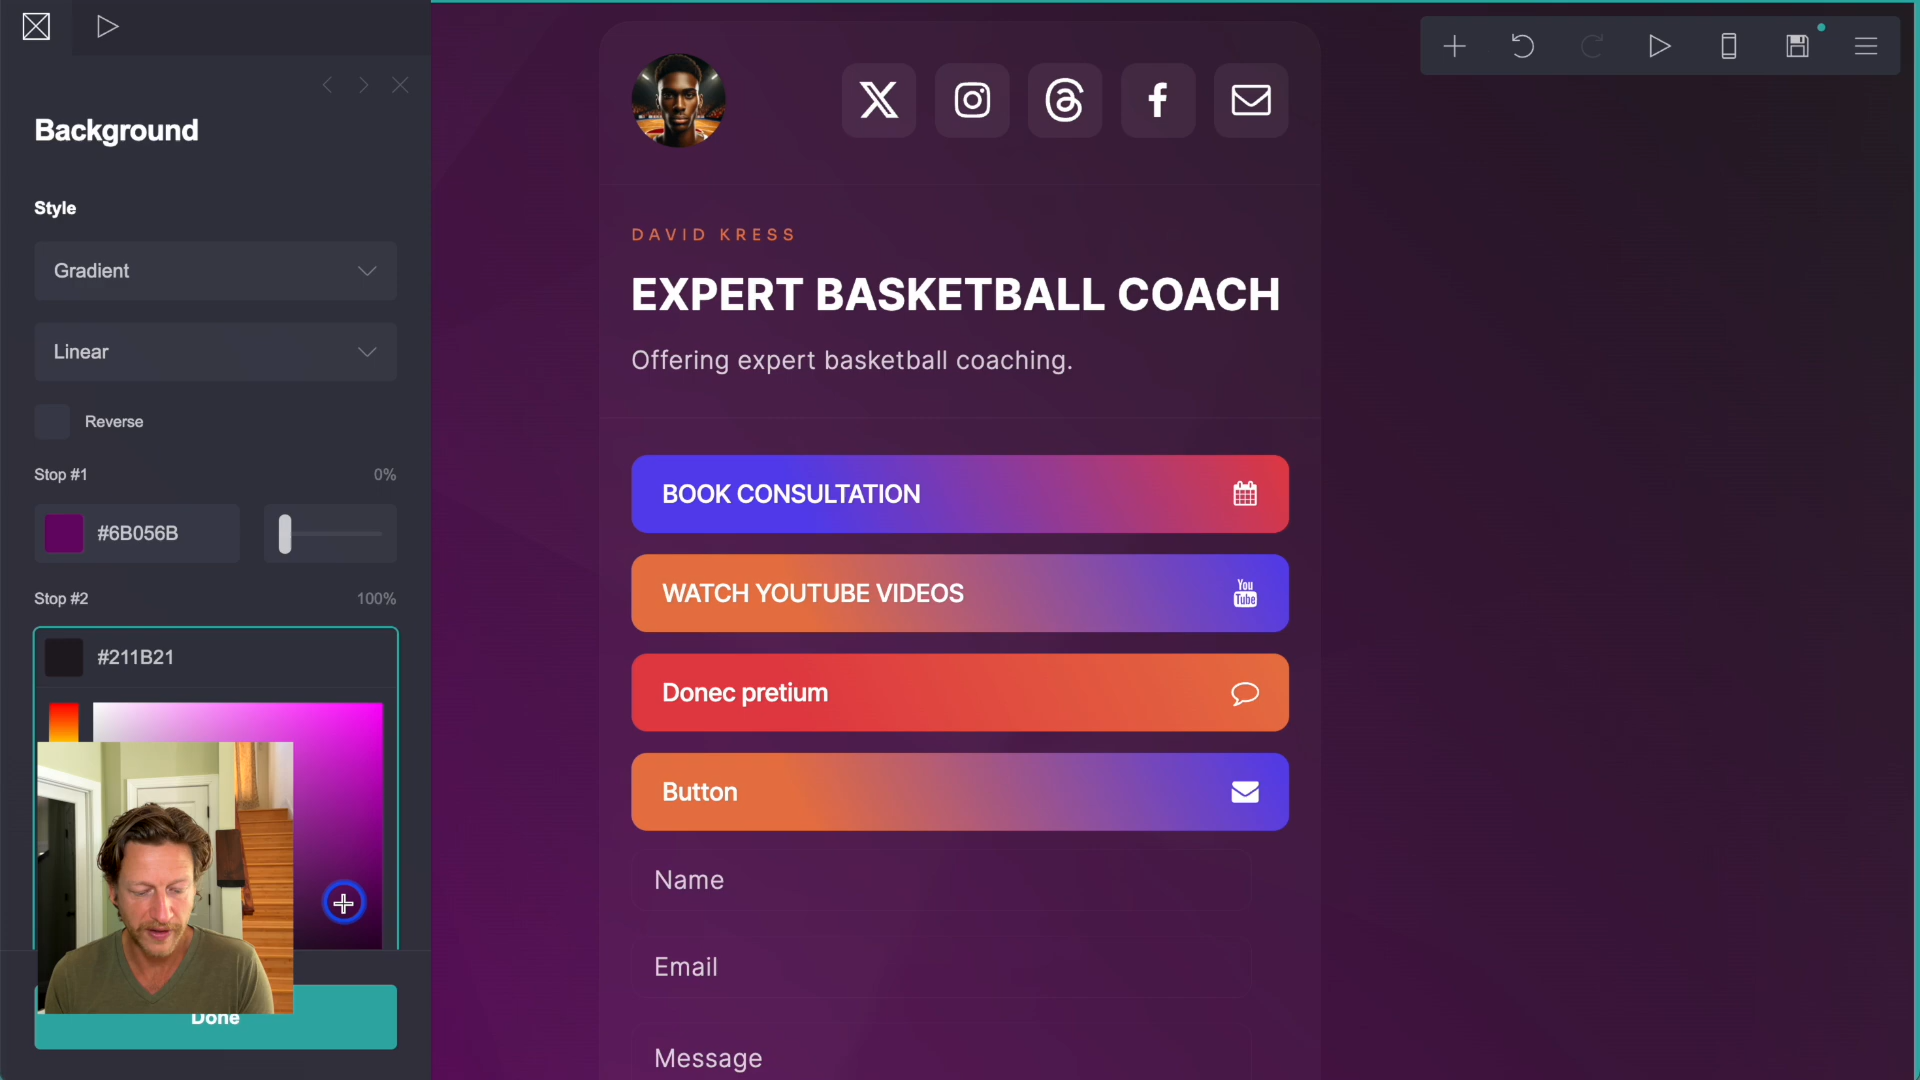 Background
Style
Gradient
Linear
Reverse
Stop #1
0%
#6B056B
Stop #2
100%
#211B21
Done
DAVID KRESS
EXPERT BASKETBALL COACH
Offering expert basketball coaching.
BOOK CONSULTATION
WATCH YOUTUBE VIDEOS
You
Tube
Donec pretium
Button
Name
Email
Message